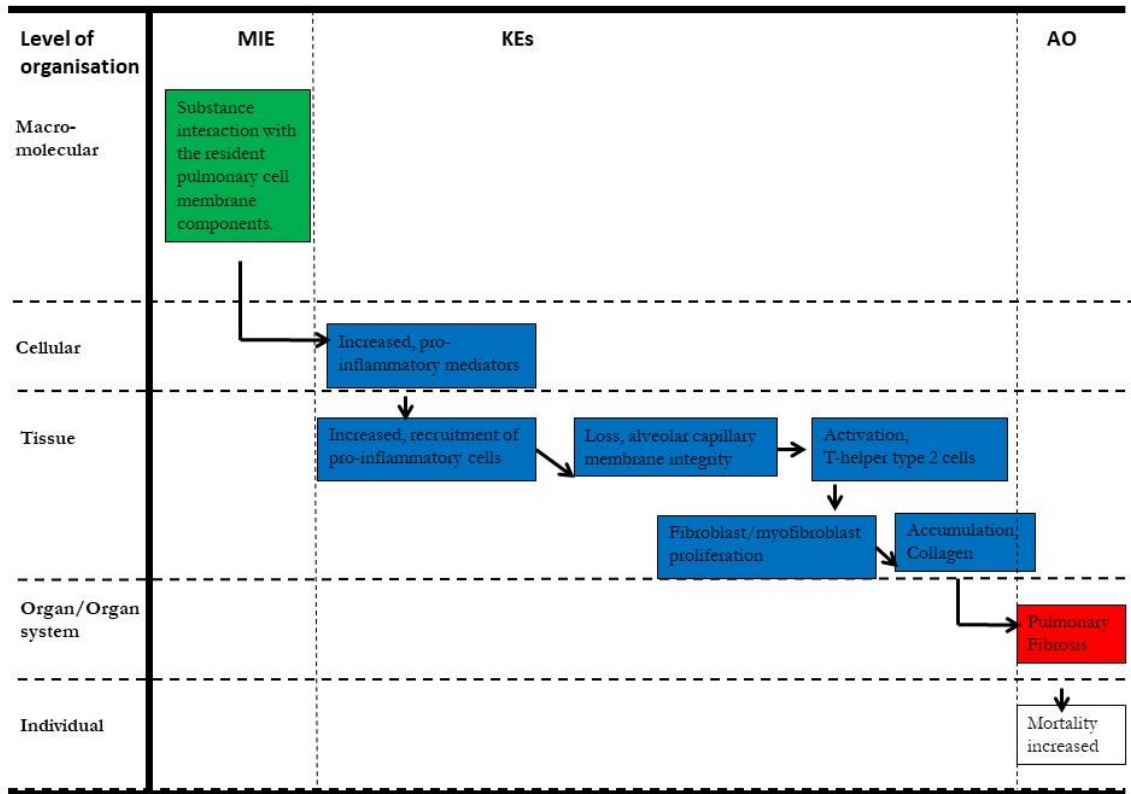 Level of
organisation
MIE
KEs
AO
Macro-
molecular
Substance
interaction with
the resident
pulmonary cell
membrane
components.
Cellular
Increased, pro-
inflammatory mediators
Tissue
Increased, recruitment of
pro-inflammatory cells
Loss, alveolar capillary
membrane integrity
Activation,
T-helper type 2 cells
Fibroblast/myofibroblast
proliferation
Accumulation,
Collagen
Organ/Organ
system
Pulmonary
Fibrosis
Individual
Mortality
increased